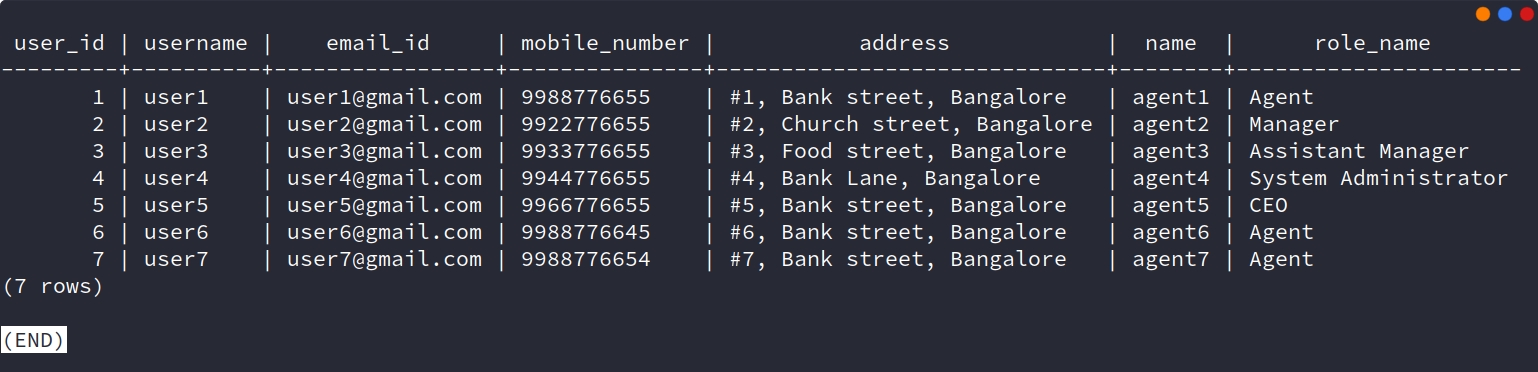 user_id | username |    email_id     | mobile_number |           address            |  name  |      role_name
---------+----------+-----------------+---------------+------------------------------+--------+----------------------
       1 | user1    | user1@gmail.com | 9988776655    | #1, Bank street, Bangalore   | agent1 | Agent
       2 | user2    | user2@gmail.com | 9922776655    | #2, Church street, Bangalore | agent2 | Manager
       3 | user3    | user3@gmail.com | 9933776655    | #3, Food street, Bangalore   | agent3 | Assistant Manager
       4 | user4    | user4@gmail.com | 9944776655    | #4, Bank Lane, Bangalore     | agent4 | System Administrator
       5 | user5    | user5@gmail.com | 9966776655    | #5, Bank street, Bangalore   | agent5 | CEO
       6 | user6    | user6@gmail.com | 9988776645    | #6, Bank street, Bangalore   | agent6 | Agent
       7 | user7    | user7@gmail.com | 9988776654    | #7, Bank street, Bangalore   | agent7 | Agent
(7 rows)
(END)